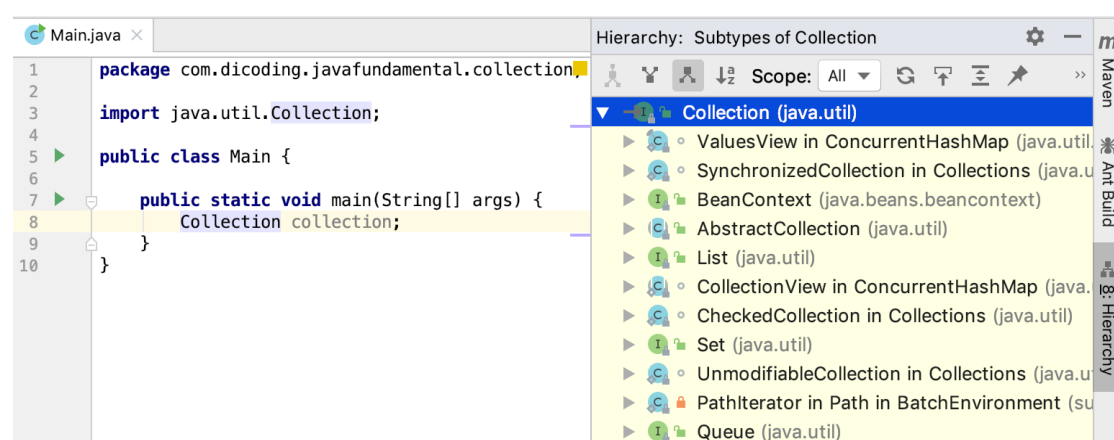 Main.java
1 package com.dicoding.javafundamental.collection;
2
3 import java.util.Collection;
4
5 public class Main {
6
7 public static void main(String[] args) {
8 Collection collection;
9 }
10 }
Hierarchy: Subtypes of Collection
Scope: All
Collection (java.util)
ValuesView in ConcurrentHashMap (java.util.
SynchronizedCollection in Collections (java.u
BeanContext (java.beans.beancontext)
AbstractCollection (java.util)
List (java.util)
CollectionView in ConcurrentHashMap (java.
CheckedCollection in Collections (java.util)
Set (java.util)
UnmodifiableCollection in Collections (java.u
PathIterator in Path in BatchEnvironment (su
Queue (java.util)
Maven
Ant Build
8: Hierarchy